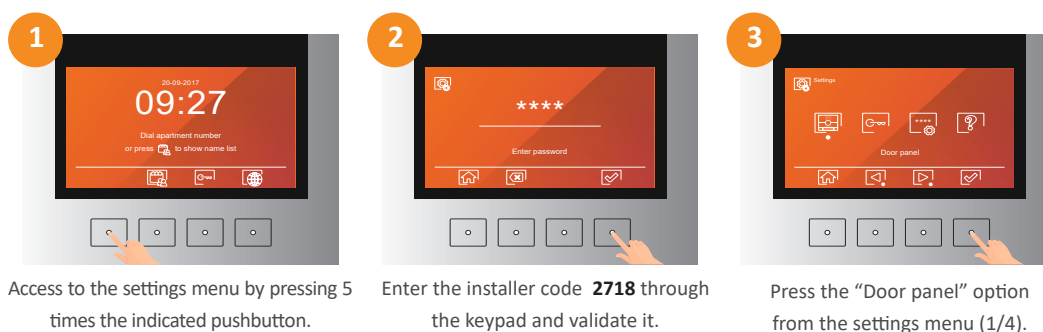 1
20-09-2017
09:27
Dial apartment number
or press to show name list
Access to the settings menu by pressing 5
times the indicated pushbutton.
2
****
Enter password
Enter the installer code 2718 through
the keypad and validate it.
3
Settings
****
Door panel
Press the “Door panel” option
from the settings menu (1/4).